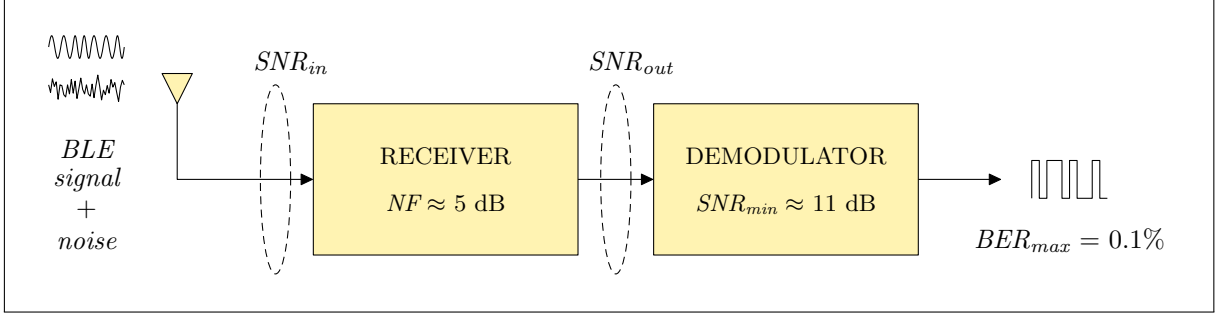 SNR_in
SNR_out
BLE
signal
+
noise
RECEIVER
NF ≈ 5 dB
DEMODULATOR
SNR_min ≈ 11 dB
BER_max = 0.1%